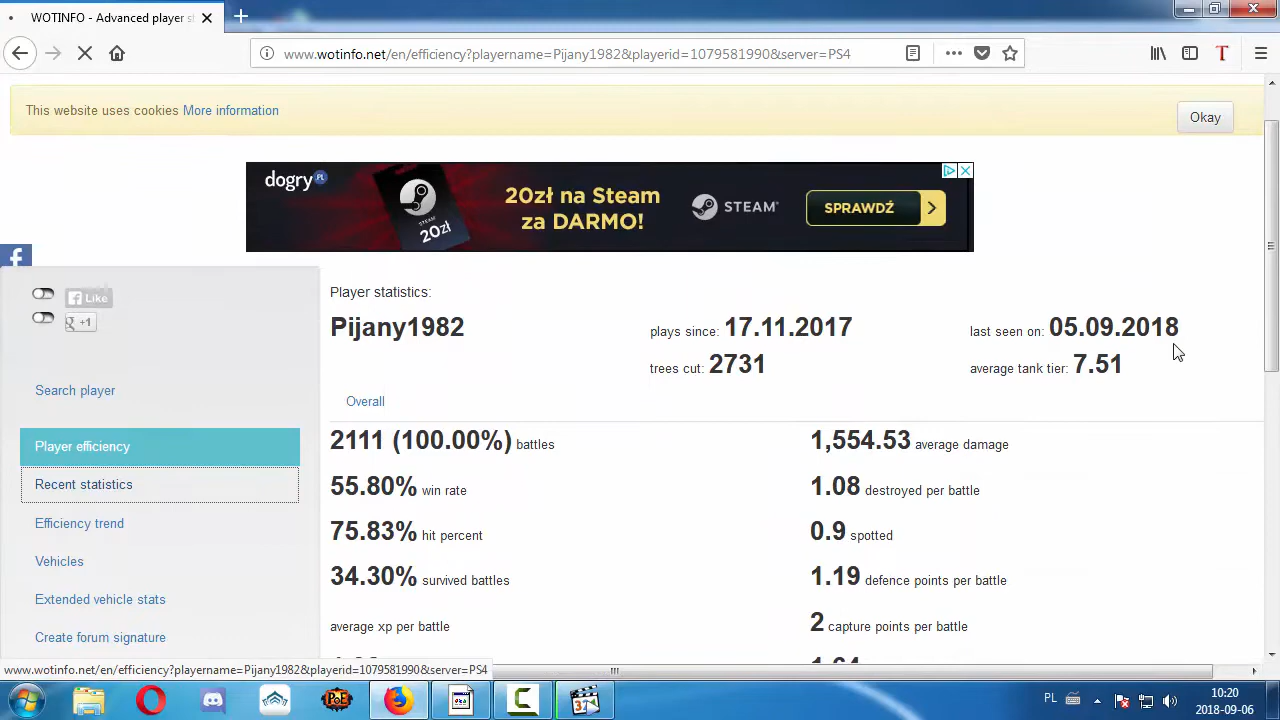 WOTINFO - Advanced player s
www.wotinfo.net/en/efficiency?playername=Pijany1982&playerid=1079581990&server=PS4
This website uses cookies More information
Okay
dogry PL
20zł
20zł na Steam
za DARMO!
STEAM
SPRAWDŹ
Like
+1
Search player
Player efficiency
Recent statistics
Efficiency trend
Vehicles
Extended vehicle stats
Create forum signature
Player statistics:
Pijany1982
plays since: 17.11.2017
last seen on: 05.09.2018
trees cut: 2731
average tank tier: 7.51
Overall
2111 (100.00%) battles
1,554.53 average damage
55.80% win rate
1.08 destroyed per battle
75.83% hit percent
0.9 spotted
34.30% survived battles
1.19 defence points per battle
average xp per battle
2 capture points per battle
www.wotinfo.net/en/efficiency?playername=Pijany1982&playerid=1079581990&server=PS4
PL
10:20
2018-09-06